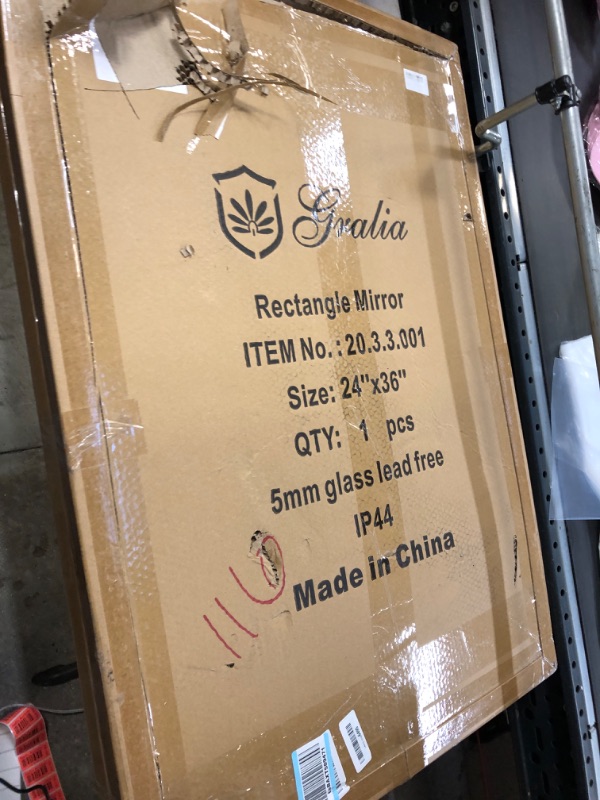 Gralia
Rectangle Mirror
ITEM No.: 20.3.3.001
Size: 24"x36"
QTY: 1 pcs
5mm glass lead free
IP44
Made in China
116